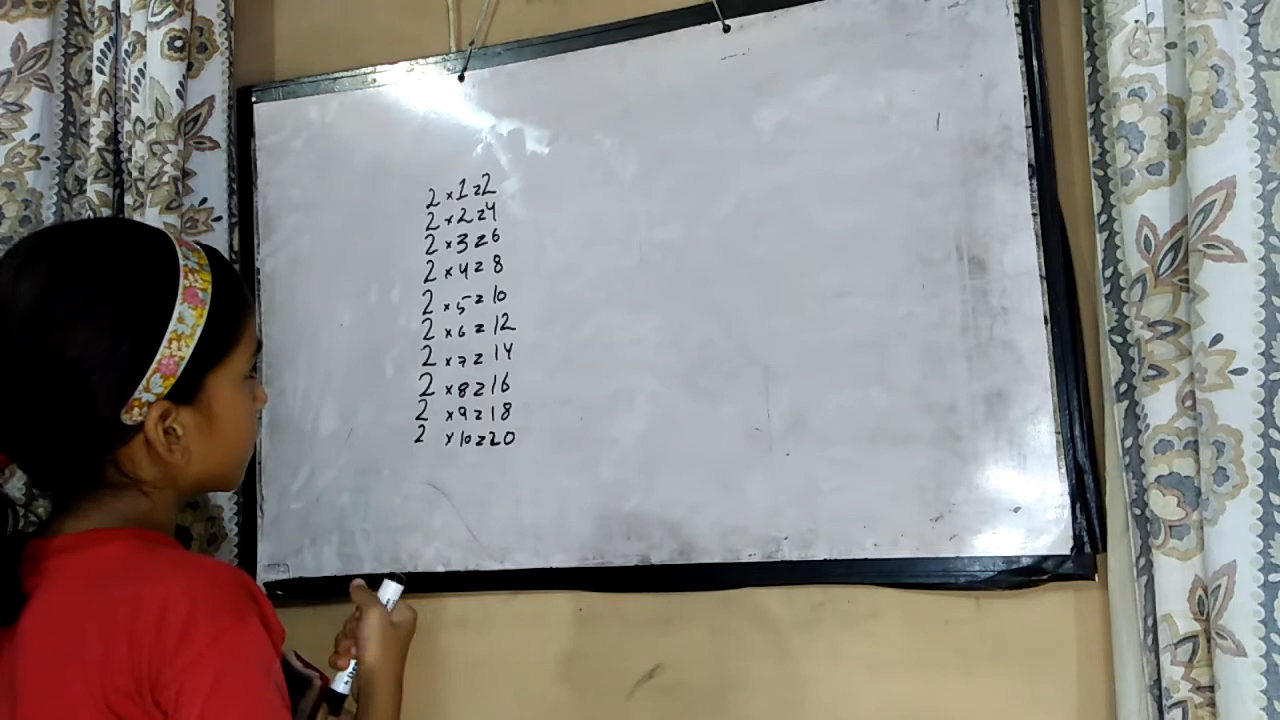 2 × 1 = 2
2 × 2 = 4
2 × 3 = 6
2 × 4 = 8
2 × 5 = 10
2 × 6 = 12
2 × 7 = 14
2 × 8 = 16
2 × 9 = 18
2 × 10 = 20